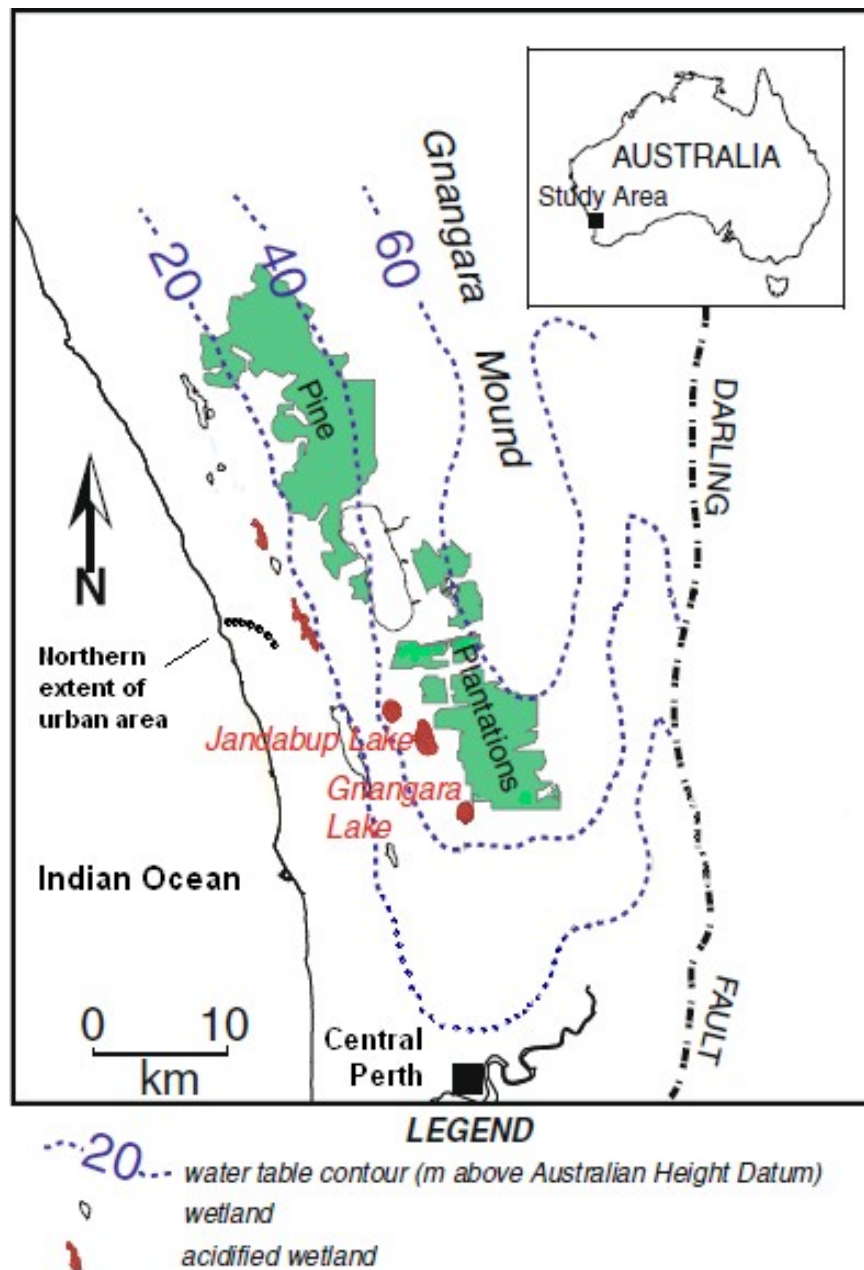 AUSTRALIA
Study Area
Gnangara
Mound
20
40
60
Pine
Plantations
DARLING
FAULT
N
Northern
extent of
urban area
Jandabup Lake
Gnangara
Lake
Indian Ocean
0 10
km
Central
Perth
LEGEND
20 water table contour (m above Australian Height Datum)
wetland
acidified wetland